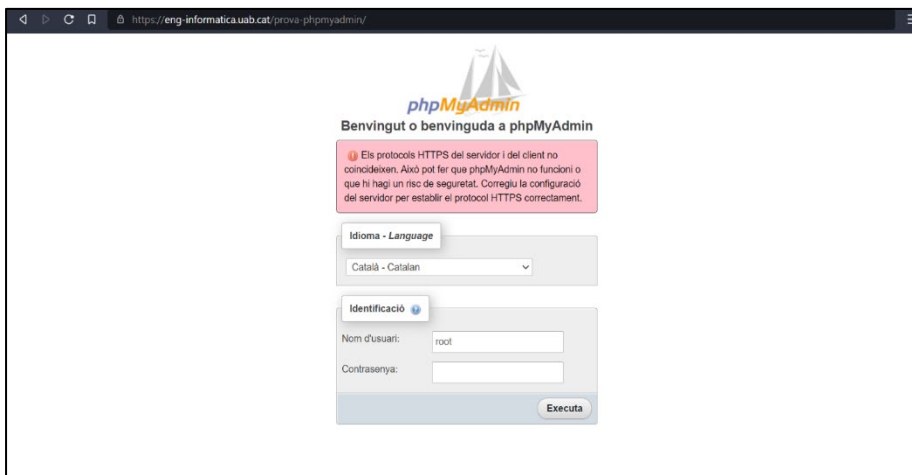 https://eng-informatica.uab.cat/prova-phpmyadmin/
phpMyAdmin
Benvingut o benvinguda a phpMyAdmin
Els protocols HTTPS del servidor i del client no
coincideixen. Això pot fer que phpMyAdmin no funcioni o
que hi hagi un risc de seguretat. Corregiu la configuració
del servidor per establir el protocol HTTPS correctament.
Idioma - Language
Català - Catalan
Identificació
Nom d'usuari:
root
Contrasenya:
Executa